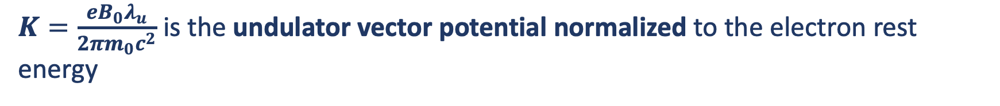 K = eB₀λᵤ / 2πm₀c² is the undulator vector potential normalized to the electron rest
energy